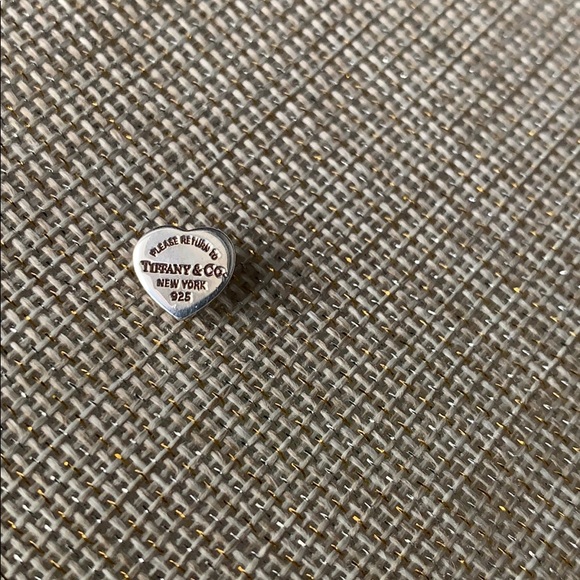 PLEASE RETURN TO
TIFFANY & CO.
NEW YORK
925